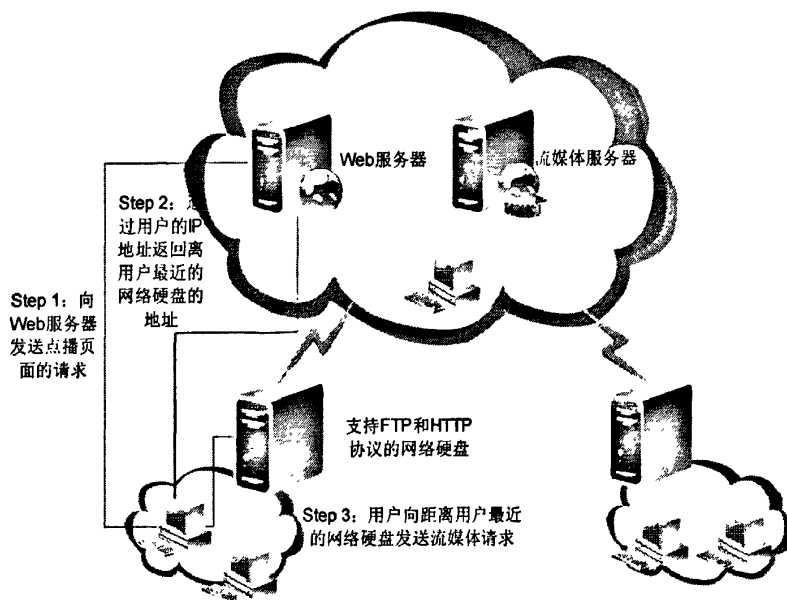 Web服务器
流媒体服务器
Step 2:
过用户的IP
地址返回离
用户最近的
网络硬盘的
地址
Step 1：向
Web服务器
发送点播页
面的请求
支持FTP和HTTP
协议的网络硬盘
Step 3：用户向距离用户最近
的网络硬盘发送流媒体请求